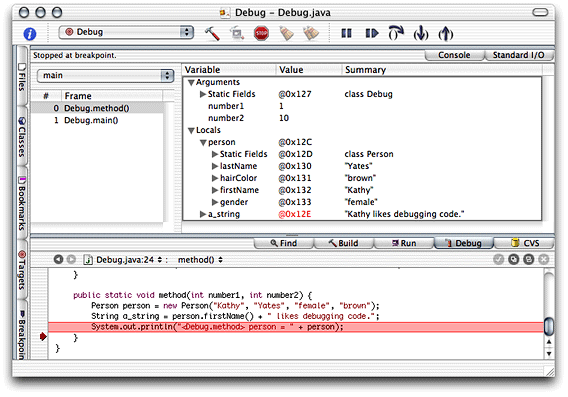 Debug – Debug.java
Debug
Stopped at breakpoint.
Console
Standard I/O
main
# Frame
0 Debug.method()
1 Debug.main()
Variable Value Summary
Arguments
Static Fields @0x127 class Debug
number1 1
number2 10
Locals
person @0x12C
Static Fields @0x12D class Person
lastName @0x130 "Yates"
hairColor @0x131 "brown"
firstName @0x132 "Kathy"
gender @0x133 "female"
a_string @0x12E "Kathy likes debugging code."
Files
Classes
Bookmarks
Targets
Breakpoin
Find
Build
Run
Debug
CVS
Debug.java:24 : method()
}
public static void method(int number1, int number2) {
Person person = new Person("Kathy", "Yates", "female", "brown");
String a_string = person.firstName() + " likes debugging code.";
System.out.println("<Debug.method> person = " + person);
}
}